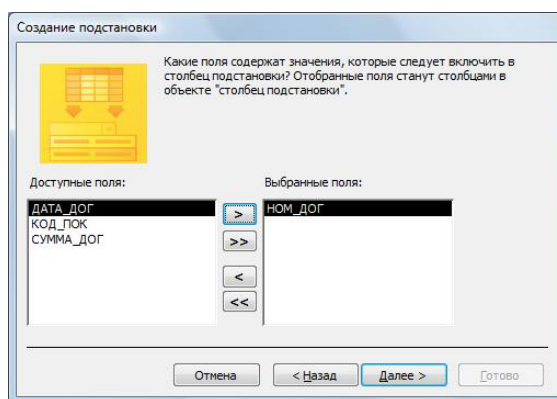 Создание подстановки
Какие поля содержат значения, которые следует включить в
столбец подстановки? Отобранные поля станут столбцами в
объекте "столбец подстановки".
Доступные поля:
Выбранные поля:
ДАТА_ДОГ
КОД_ПОК
СУММА_ДОГ
>
>>
<
<<
НОМ_ДОГ
Отмена
< Назад
Далее >
Готово